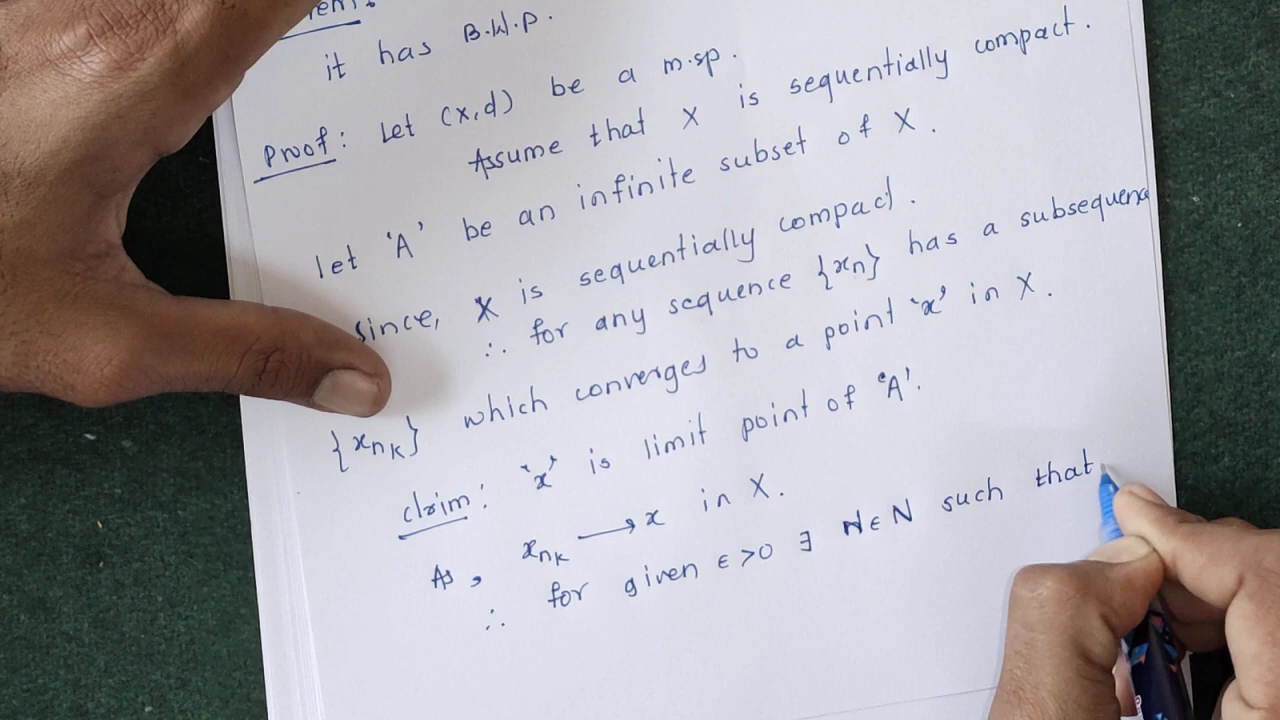 it has B.W.P.
Proof: Let (X,d) be a m.sp.
Assume that X is sequentially compact.
let 'A' be an infinite subset of X.
since, X is sequentially compact.
∴ for any sequence {xn} has a subsequence
{xnk} which converges to a point 'x' in X.
claim: 'x' is limit point of 'A'.
As, xnk → x in X.
∴ for given ε>0 ∃ N∈N such that